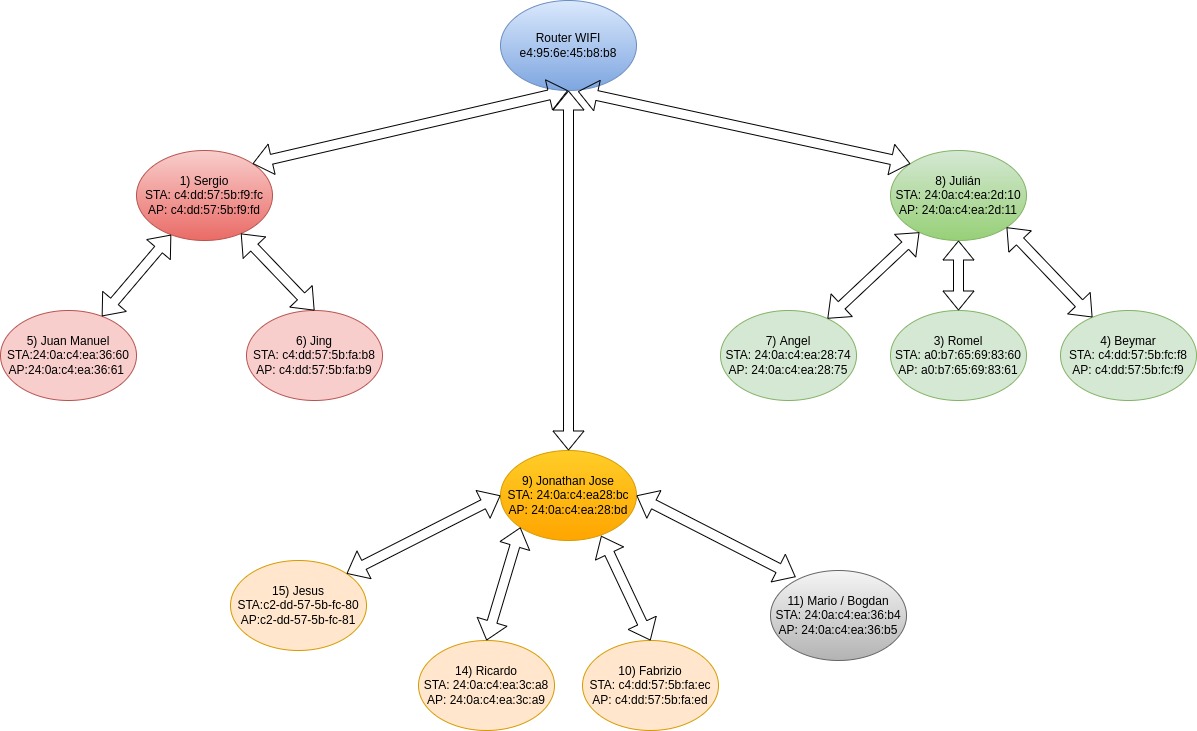 Router WIFI
e4:95:6e:45:b8:b8
1) Sergio
STA: c4:dd:57:5b:f9:fc
AP: c4:dd:57:5b:f9:fd
8) Julián
STA: 24:0a:c4:ea:2d:10
AP: 24:0a:c4:ea:2d:11
5) Juan Manuel
STA:24:0a:c4:ea:36:60
AP:24:0a:c4:ea:36:61
6) Jing
STA: c4:dd:57:5b:fa:b8
AP: c4:dd:57:5b:fa:b9
7) Angel
STA: 24:0a:c4:ea:28:74
AP: 24:0a:c4:ea:28:75
3) Romel
STA: a0:b7:65:69:83:60
AP: a0:b7:65:69:83:61
4) Beymar
STA: c4:dd:57:5b:fc:f8
AP: c4:dd:57:5b:fc:f9
9) Jonathan Jose
STA: 24:0a:c4:ea28:bc
AP: 24:0a:c4:ea:28:bd
15) Jesus
STA:c2-dd-57-5b-fc-80
AP:c2-dd-57-5b-fc-81
11) Mario / Bogdan
STA: 24:0a:c4:ea:36:b4
AP: 24:0a:c4:ea:36:b5
14) Ricardo
STA: 24:0a:c4:ea:3c:a8
AP: 24:0a:c4:ea:3c:a9
10) Fabrizio
STA: c4:dd:57:5b:fa:ec
AP: c4:dd:57:5b:fa:ed